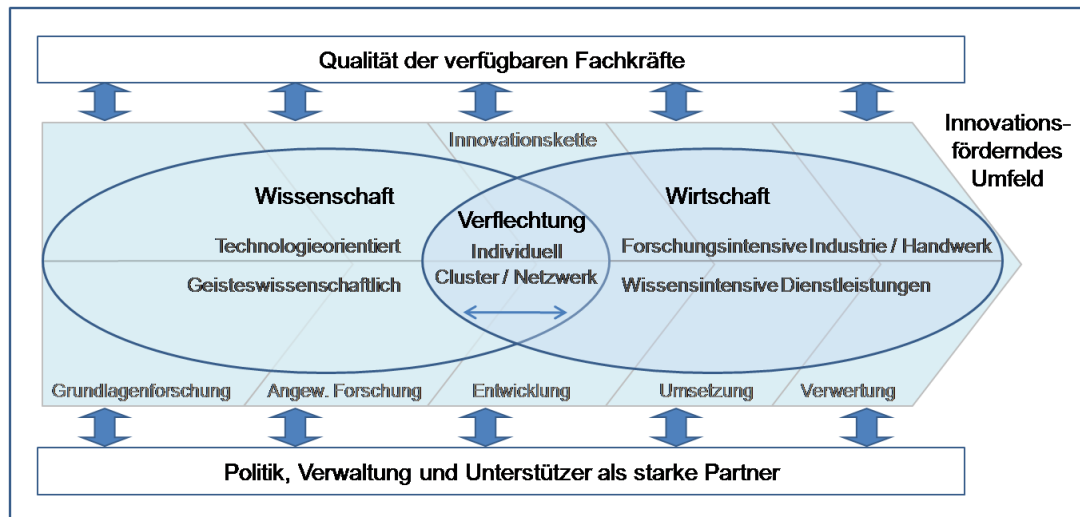 Qualität der verfügbaren Fachkräfte
Innovations-
förderndes
Umfeld
Innovationskette
Wissenschaft
Wirtschaft
Verflechtung
Technologieorientiert
Individuell
Forschungsintensive Industrie / Handwerk
Geisteswissenschaftlich
Cluster / Netzwerk
Wissensintensive Dienstleistungen
Grundlagenforschung
Angew. Forschung
Entwicklung
Umsetzung
Verwertung
Politik, Verwaltung und Unterstützer als starke Partner